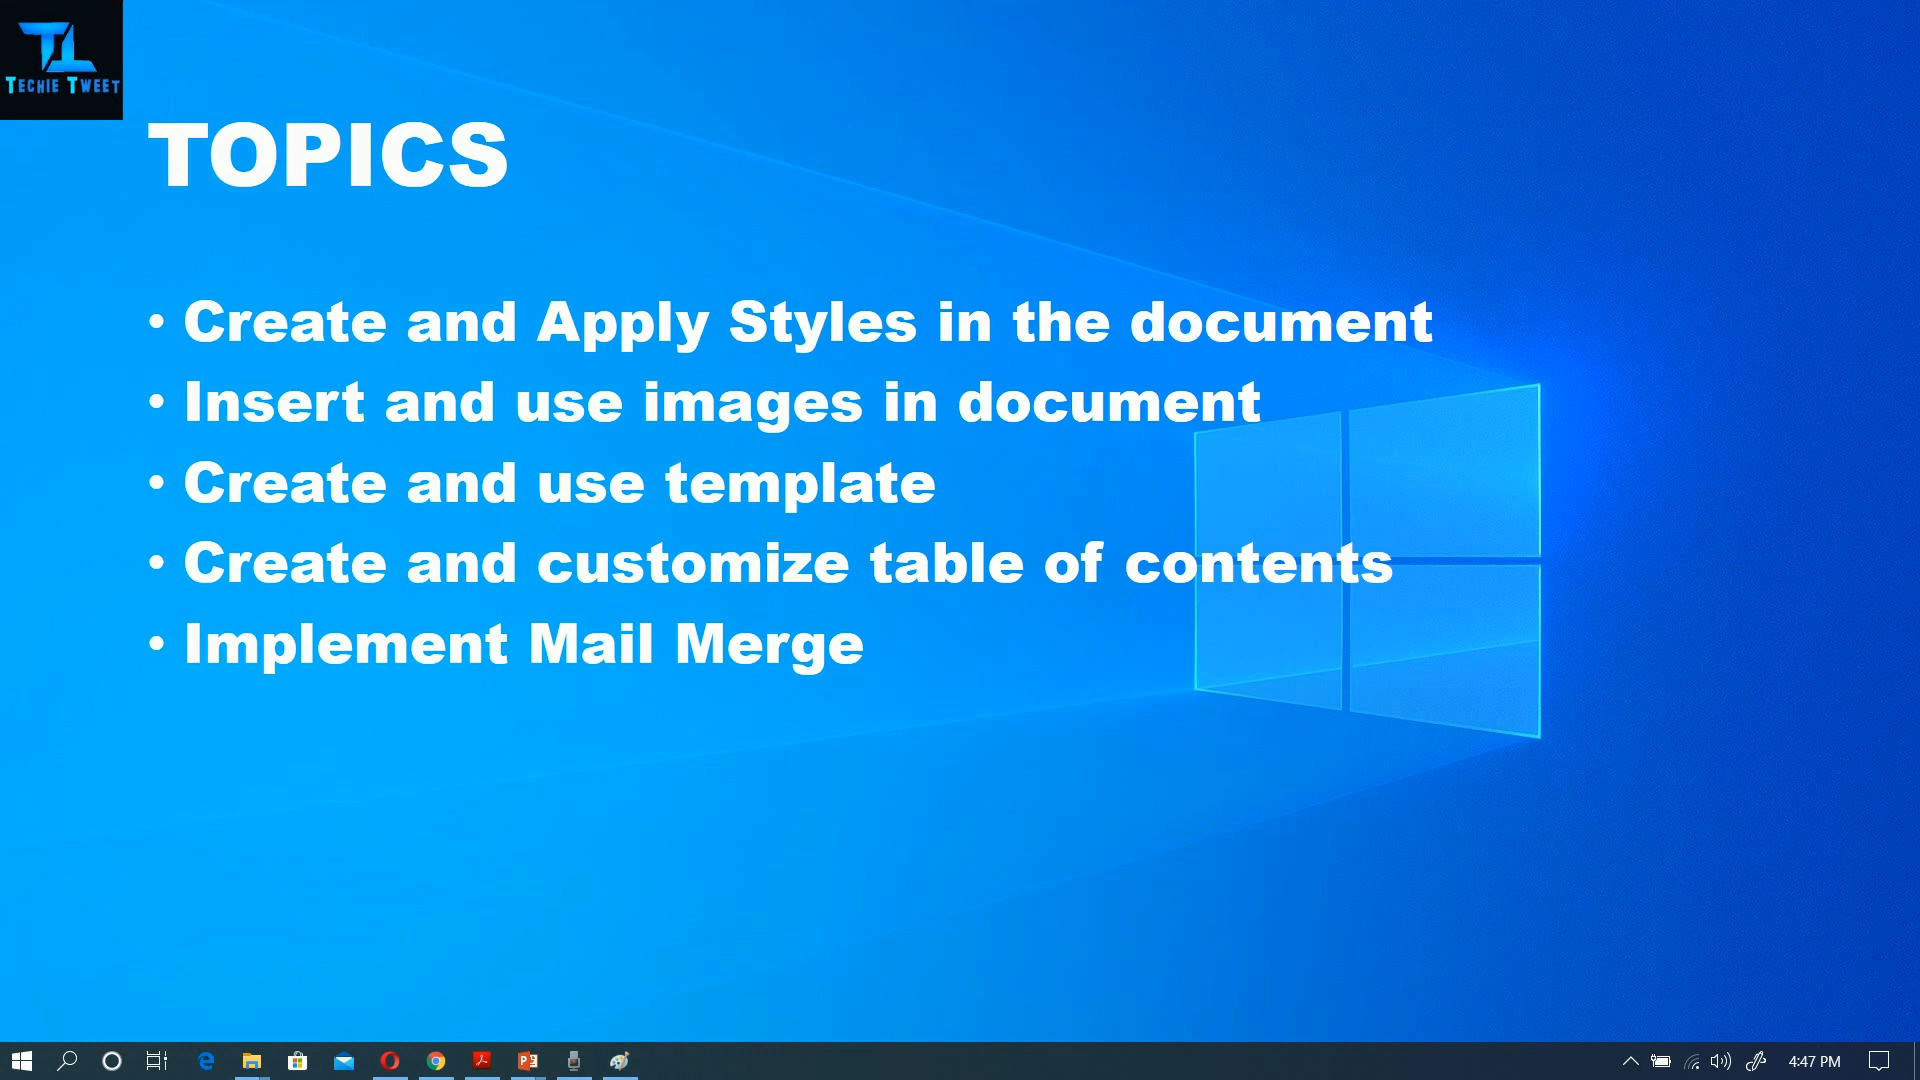 TL
TECHIE TWEET
TOPICS
• Create and Apply Styles in the document
• Insert and use images in document
• Create and use template
• Create and customize table of contents
• Implement Mail Merge
4:47 PM